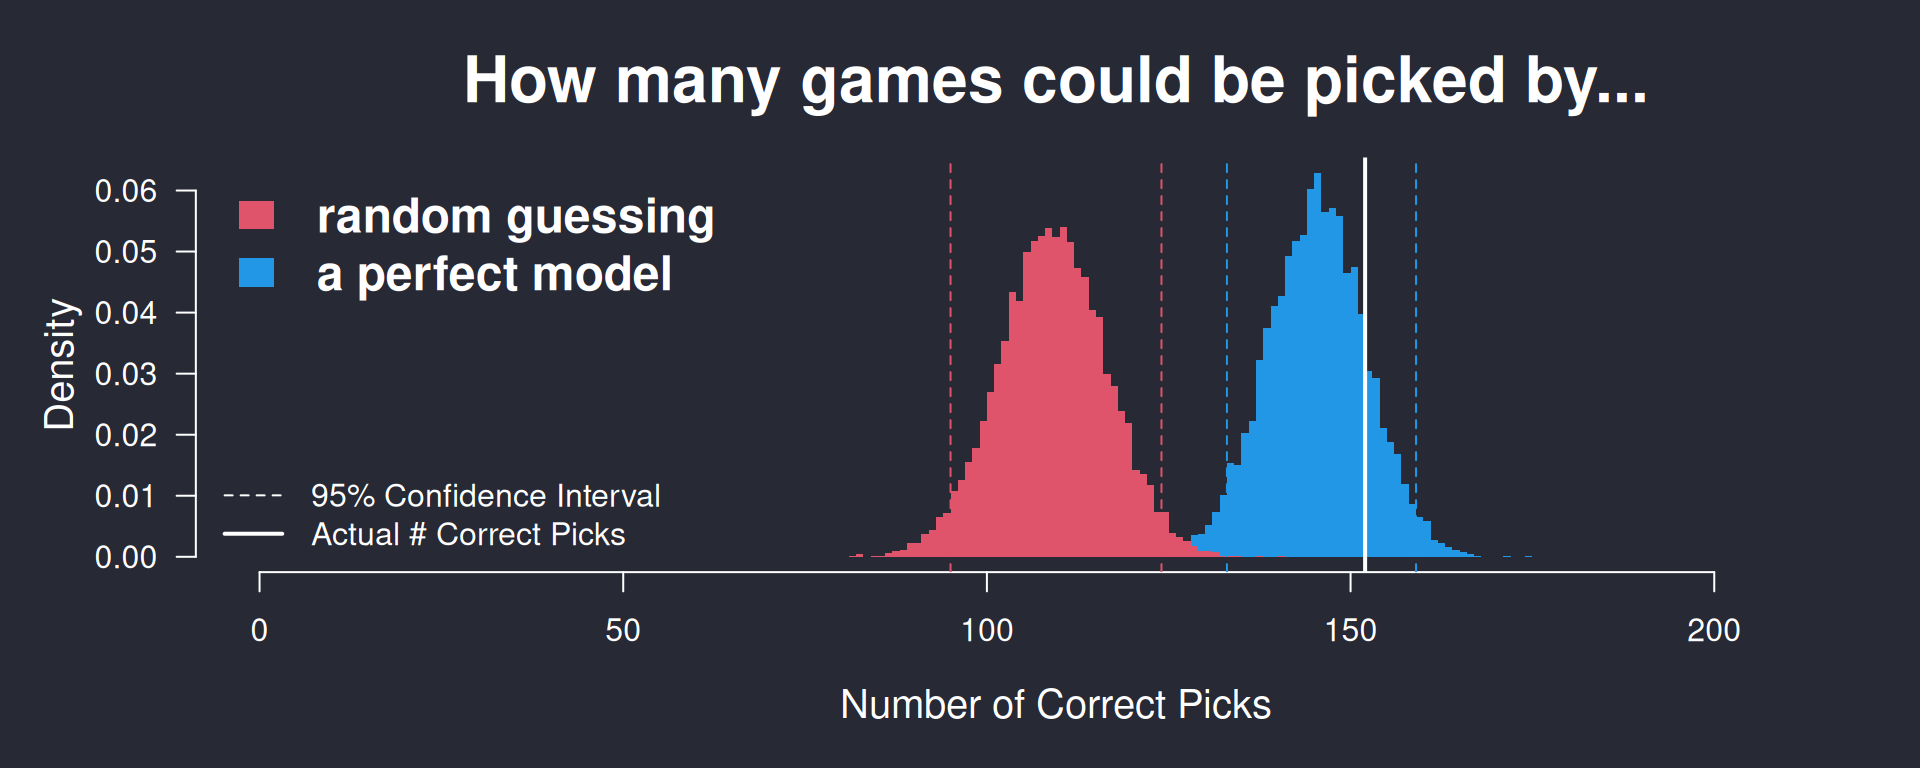 How many games could be picked by...
random guessing
a perfect model
0.06
0.05
0.04
0.03
0.02
0.01
0.00
Density
95% Confidence Interval
Actual # Correct Picks
0 50 100 150 200
Number of Correct Picks